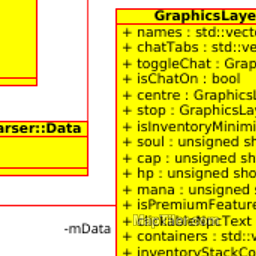 GraphicsLaye
+ names : std::vecto
+ chatTabs : std::ve
+ toggleChat : Grap
+ isChatOn : bool
+ centre : GraphicsL
+ stop : GraphicsLay
+ isInventoryMinimi
+ soul : unsigned sh
+ cap : unsigned sh
+ hp : unsigned sho
+ mana : unsigned s
+ isPremiumFeature
+ clickableNpcText
+ containers : std::v
+ inventoryStackCo
arser::Data
-mData